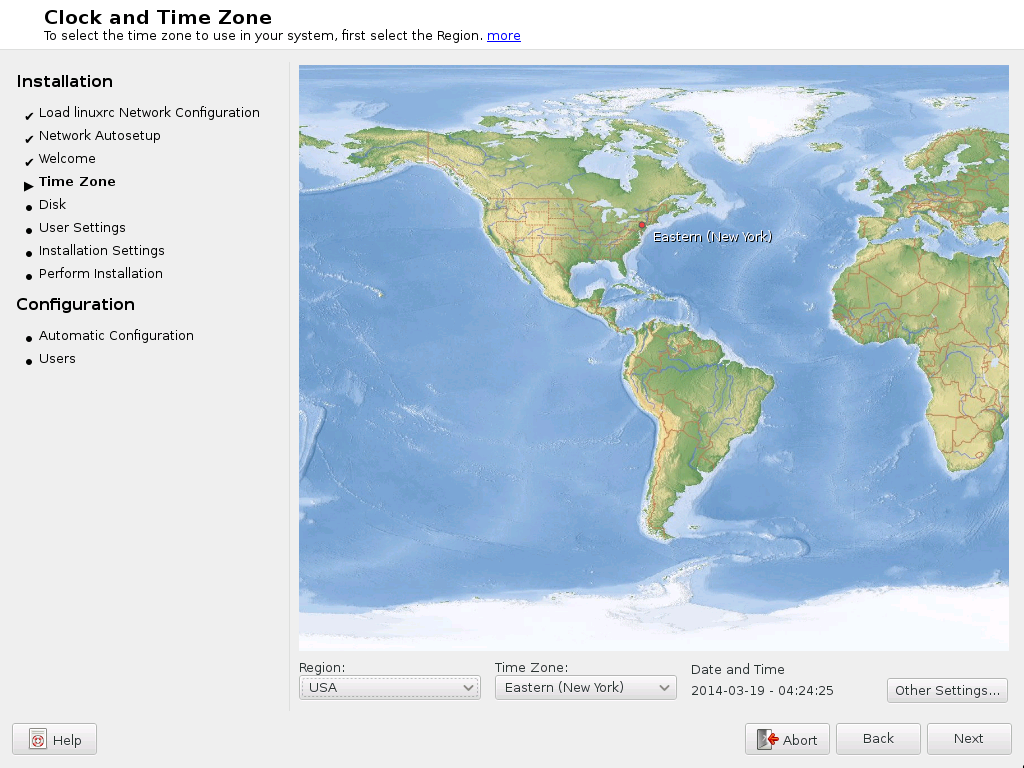 Clock and Time Zone
To select the time zone to use in your system, first select the Region. more
Installation
Load linuxrc Network Configuration
Network Autosetup
Welcome
Time Zone
Disk
User Settings
Installation Settings
Perform Installation
Configuration
Automatic Configuration
Users
Eastern (New York)
Region:
USA
Time Zone:
Eastern (New York)
Date and Time
2014-03-19 - 04:24:25
Other Settings...
Help
Abort
Back
Next